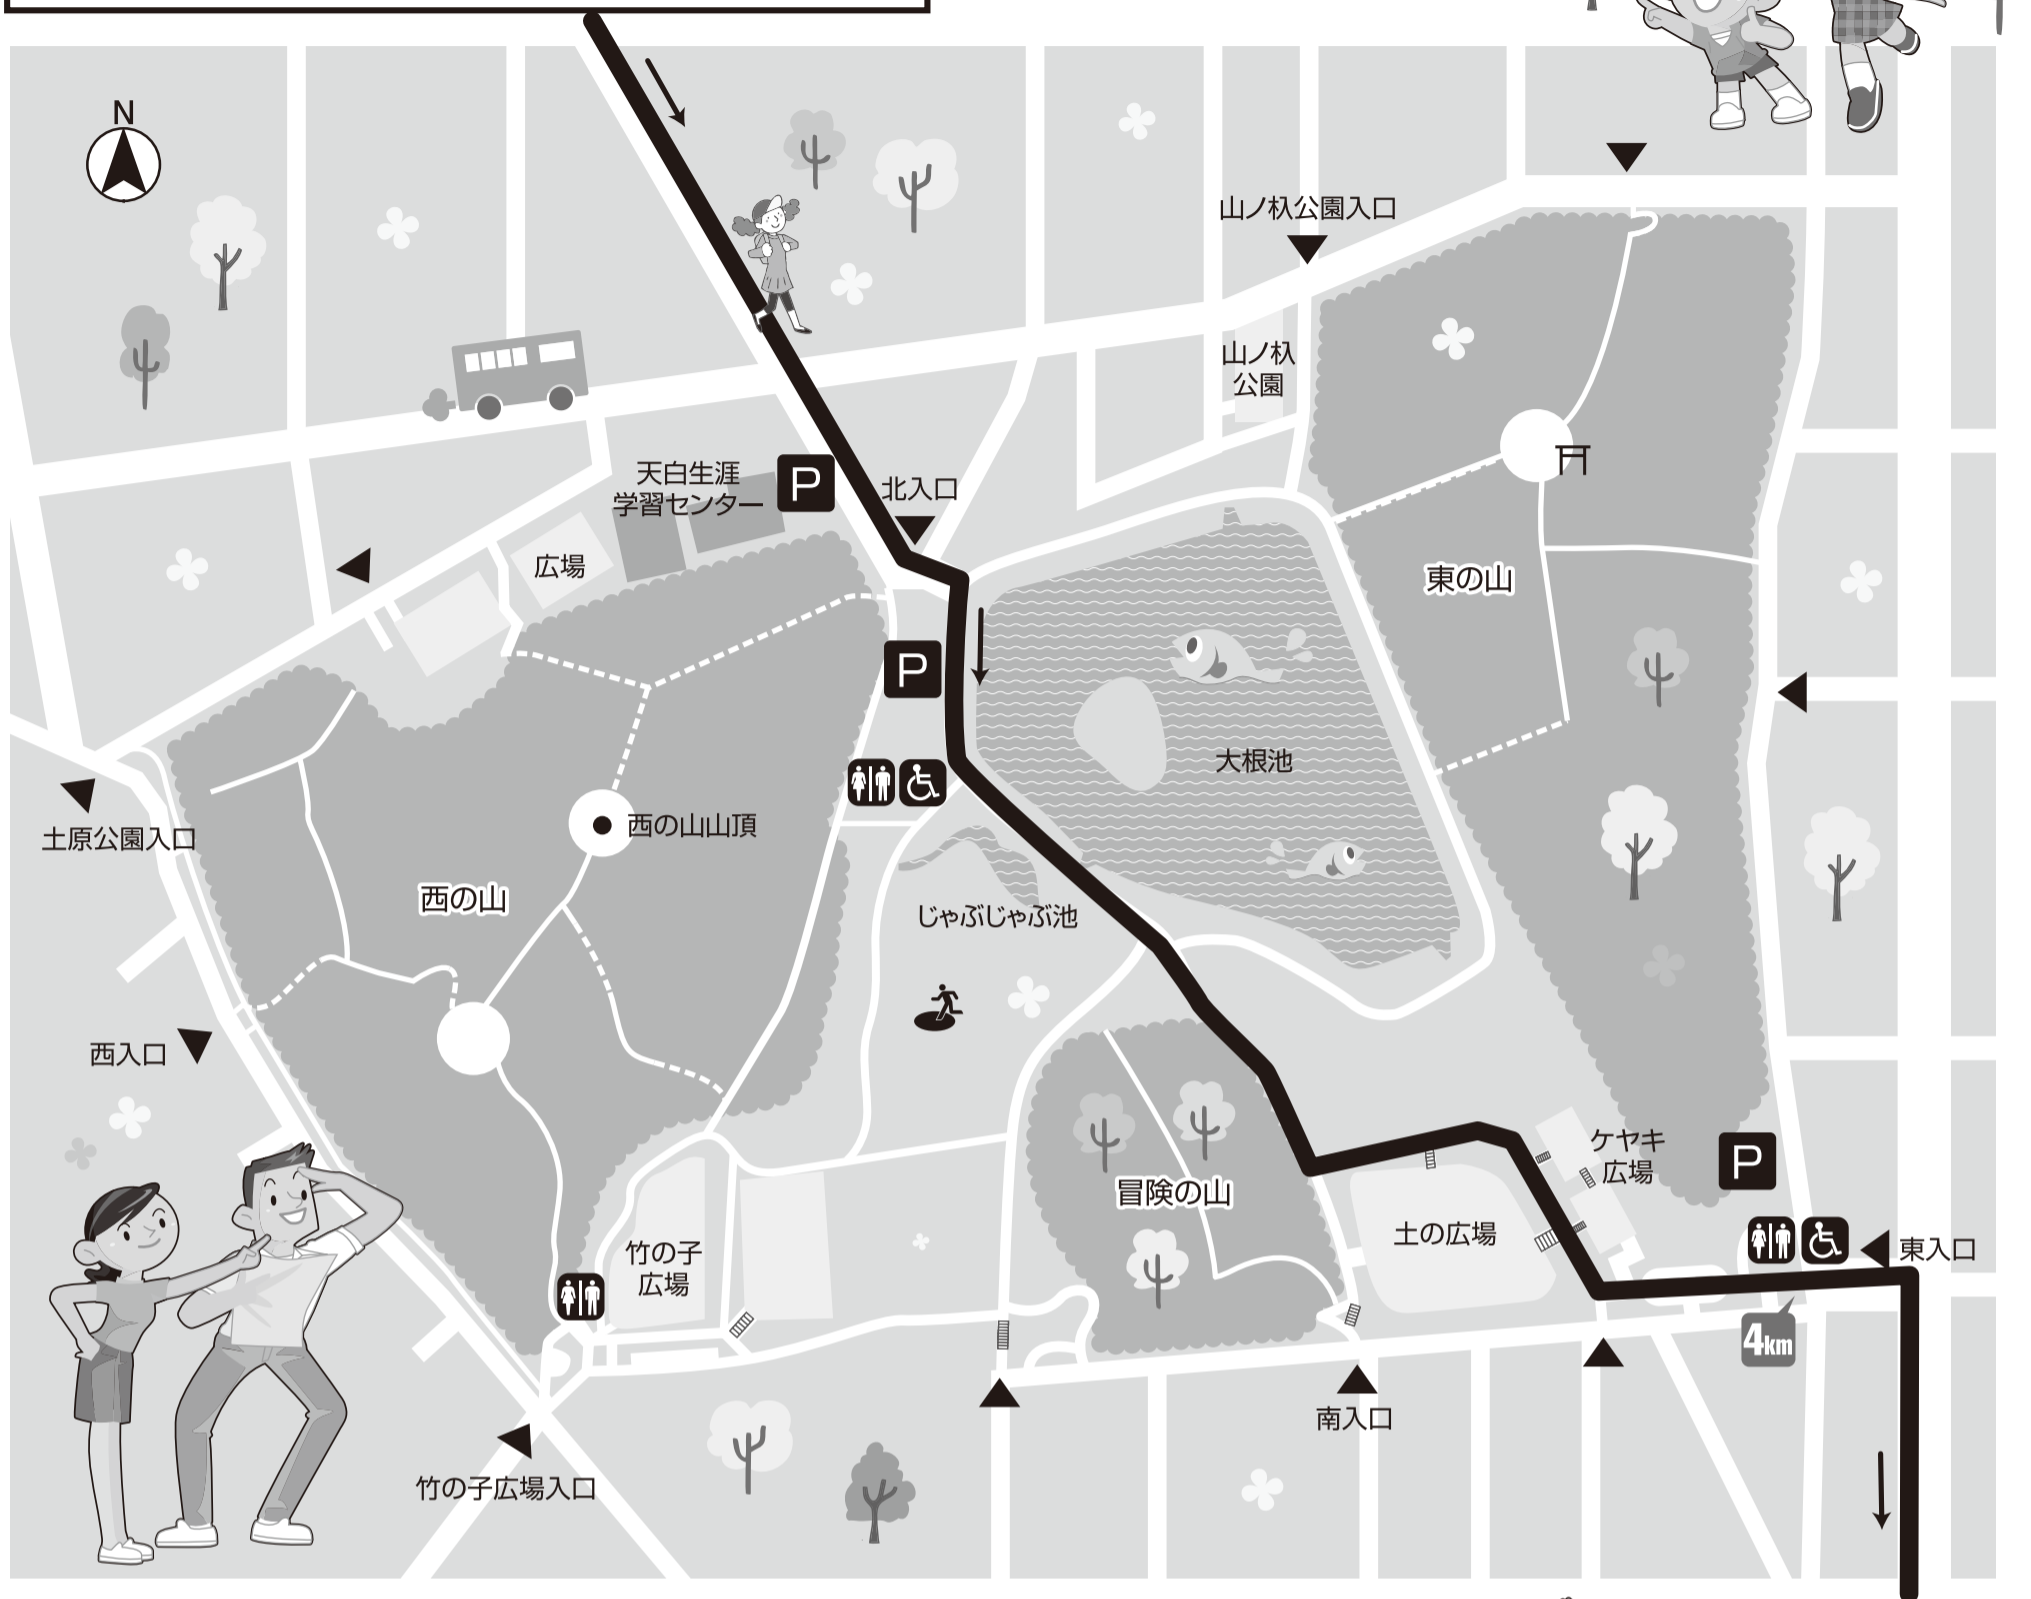 N
山ノ杁公園入口
山ノ杁
公園
天白生涯
学習センター
P
北入口
広場
東の山
P
大根池
土原公園入口
西の山山頂
西の山
じゃぶじゃぶ池
西入口
ケヤキ
広場
P
冒険の山
土の広場
竹の子
広場
東入口
4km
南入口
竹の子広場入口